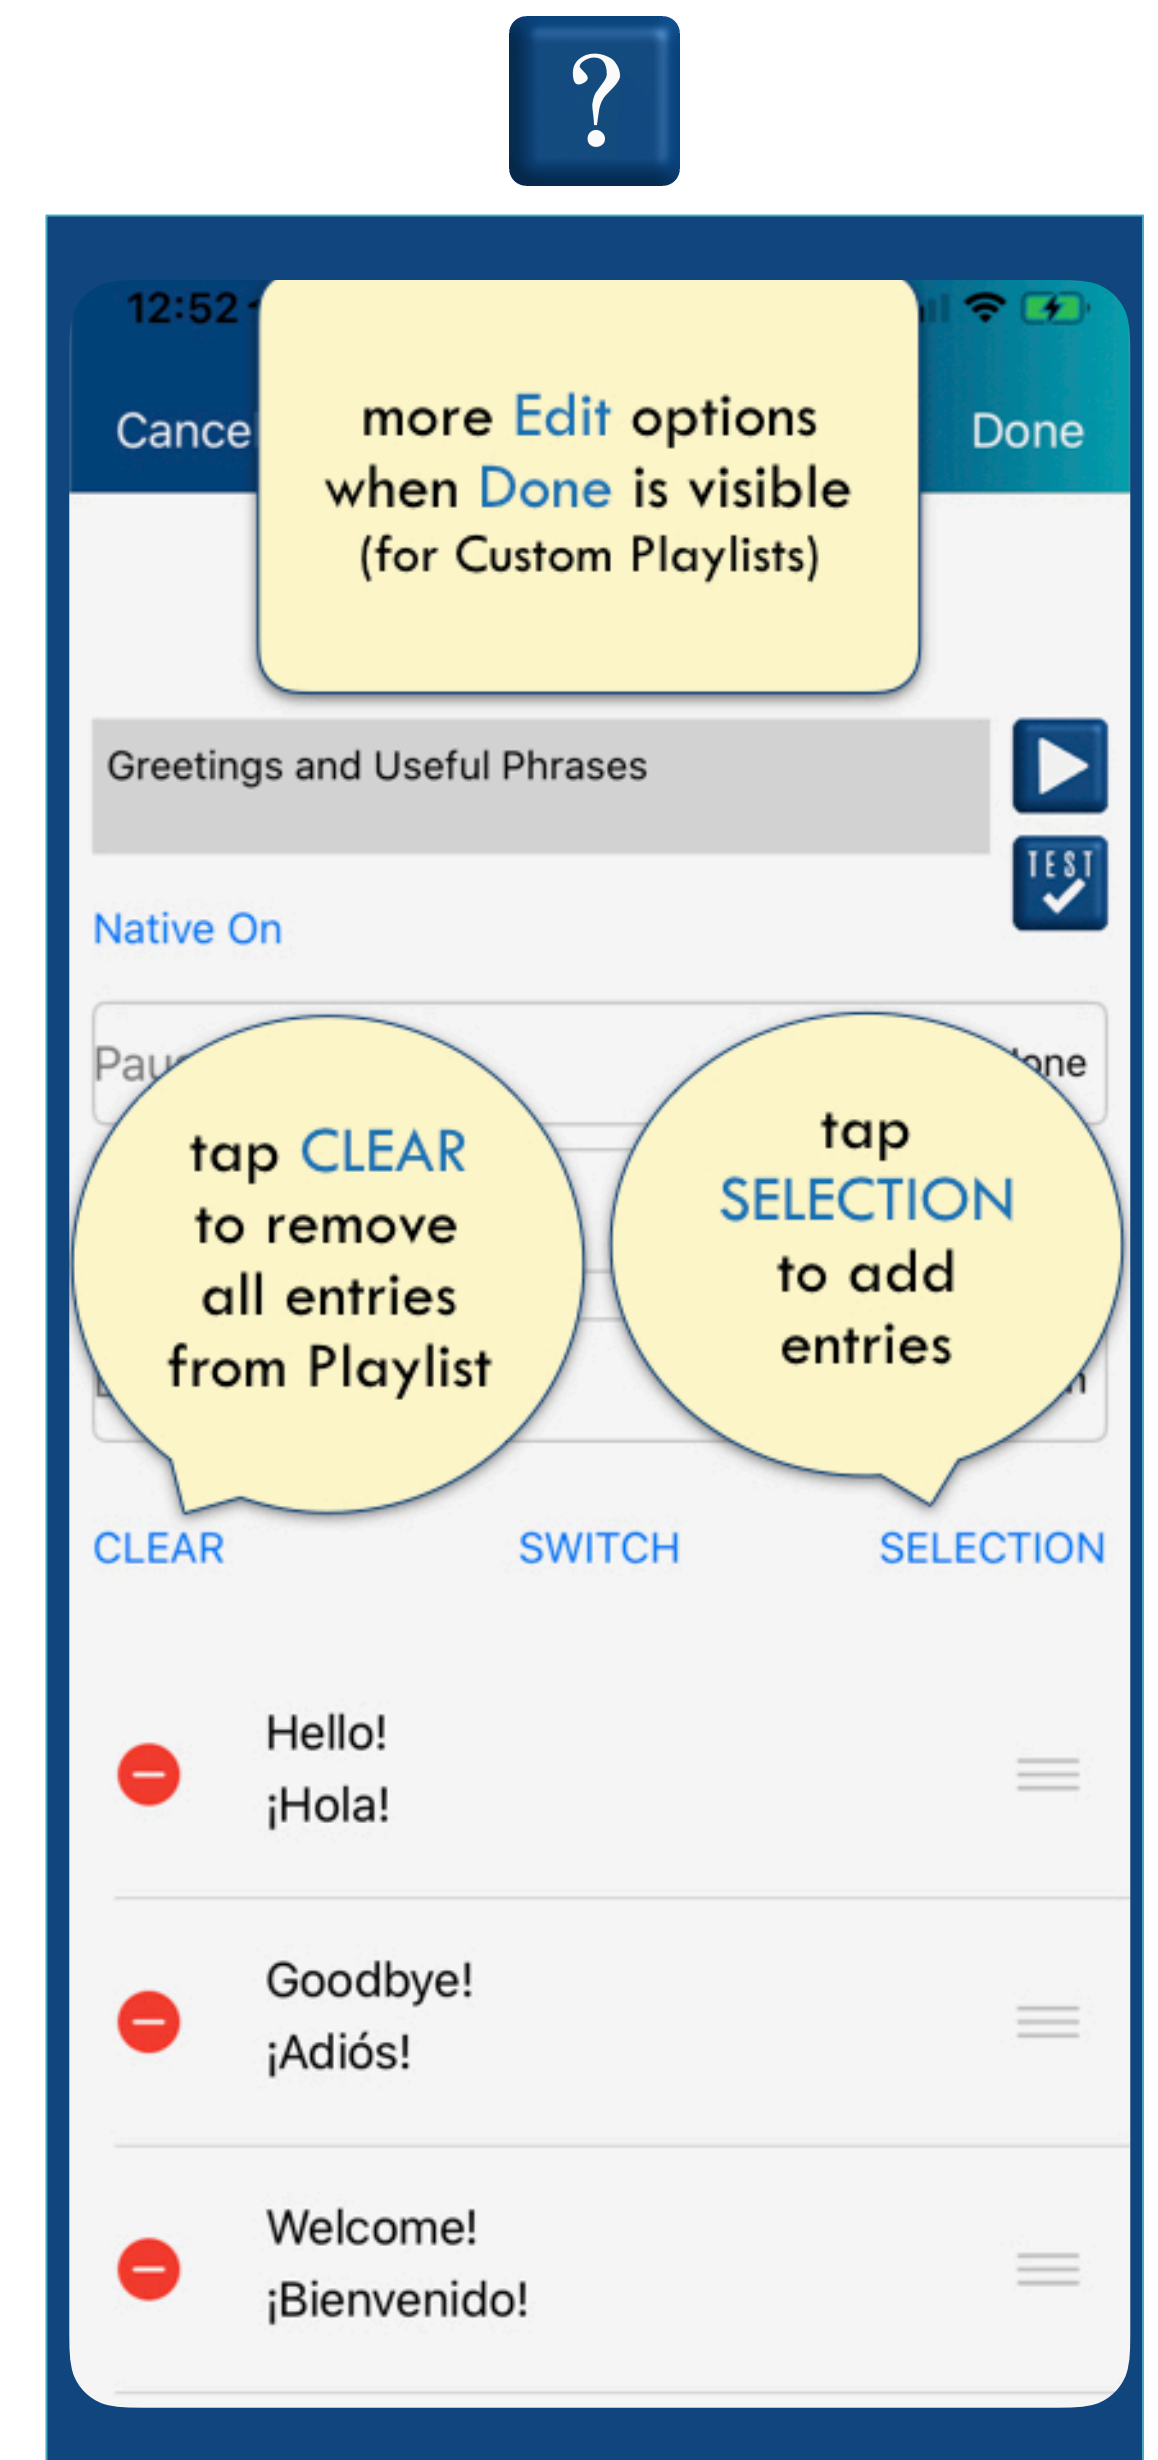 ?
12:52
Cancel Done
more Edit options
when Done is visible
(for Custom Playlists)
Greetings and Useful Phrases
TEST
Native On
tap CLEAR
to remove
all entries
from Playlist
tap
SELECTION
to add
entries
CLEAR SWITCH SELECTION
Hello!
¡Hola!
Goodbye!
¡Adiós!
Welcome!
¡Bienvenido!